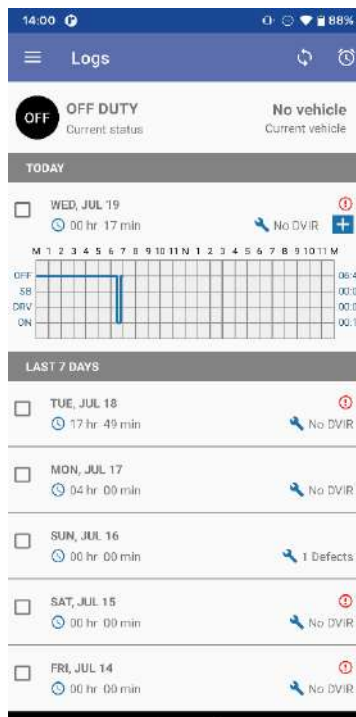 14:00 88%
Logs
OFF OFF DUTY No vehicle
Current status Current vehicle
TODAY
WED, JUL 19
00 hr 17 min No DVIR
M 1 2 3 4 5 6 7 8 9 10 11 N 1 2 3 4 5 6 7 8 9 10 11 M
OFF
SB
DRV
ON
LAST 7 DAYS
TUE, JUL 18
17 hr 49 min No DVIR
MON, JUL 17
04 hr 00 min No DVIR
SUN, JUL 16
00 hr 00 min 1 Defects
SAT, JUL 15
00 hr 00 min No DVIR
FRI, JUL 14
00 hr 00 min No DVIR